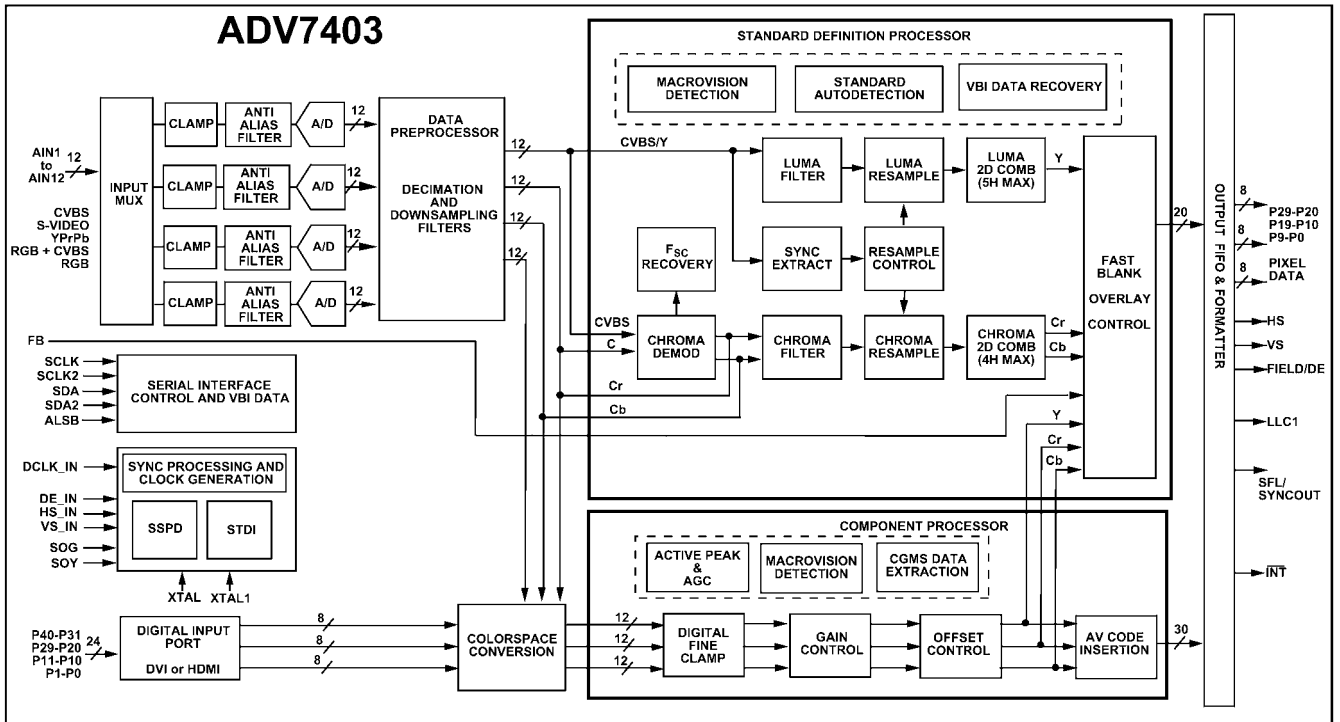 ADV7403
STANDARD DEFINITION PROCESSOR
MACROVISION
DETECTION
STANDARD
AUTODETECTION
VBI DATA RECOVERY
AIN1
to
AIN12
12
CVBS
S-VIDEO
YPrPb
RGB + CVBS
RGB
INPUT
MUX
CLAMP
ANTI
ALIAS
FILTER
A/D
12
CLAMP
ANTI
ALIAS
FILTER
A/D
12
CLAMP
ANTI
ALIAS
FILTER
A/D
12
CLAMP
ANTI
ALIAS
FILTER
A/D
12
DATA
PREPROCESSOR
DECIMATION
AND
DOWNSAMPLING
FILTERS
12
12
12
12
CVBS/Y
LUMA
FILTER
LUMA
RESAMPLE
LUMA
2D COMB
(5H MAX)
Y
FSC
RECOVERY
SYNC
EXTRACT
RESAMPLE
CONTROL
CVBS
C
CHROMA
DEMOD
CHROMA
FILTER
CHROMA
RESAMPLE
CHROMA
2D COMB
(4H MAX)
Cr
Cb
Cr
Cb
FAST
BLANK
OVERLAY
CONTROL
20
Y
Cr
Cb
OUTPUT FIFO & FORMATTER
8
8
8
P29-P20
P19-P10
P9-P0
PIXEL
DATA
HS
VS
FIELD/DE
LLC1
SFL/
SYNCOUT
INT
FB
SCLK
SCLK2
SDA
SDA2
ALSB
SERIAL INTERFACE
CONTROL AND VBI DATA
DCLK_IN
DE_IN
HS_IN
VS_IN
SOG
SOY
SYNC PROCESSING AND
CLOCK GENERATION
SSPD
STDI
XTAL
XTAL1
P40-P31
P29-P20
P11-P10
P1-P0
24
DIGITAL INPUT
PORT
DVI or HDMI
8
8
8
COLORSPACE
CONVERSION
12
12
12
COMPONENT PROCESSOR
ACTIVE PEAK
&
AGC
MACROVISION
DETECTION
CGMS DATA
EXTRACTION
DIGITAL
FINE
CLAMP
GAIN
CONTROL
OFFSET
CONTROL
AV CODE
INSERTION
30